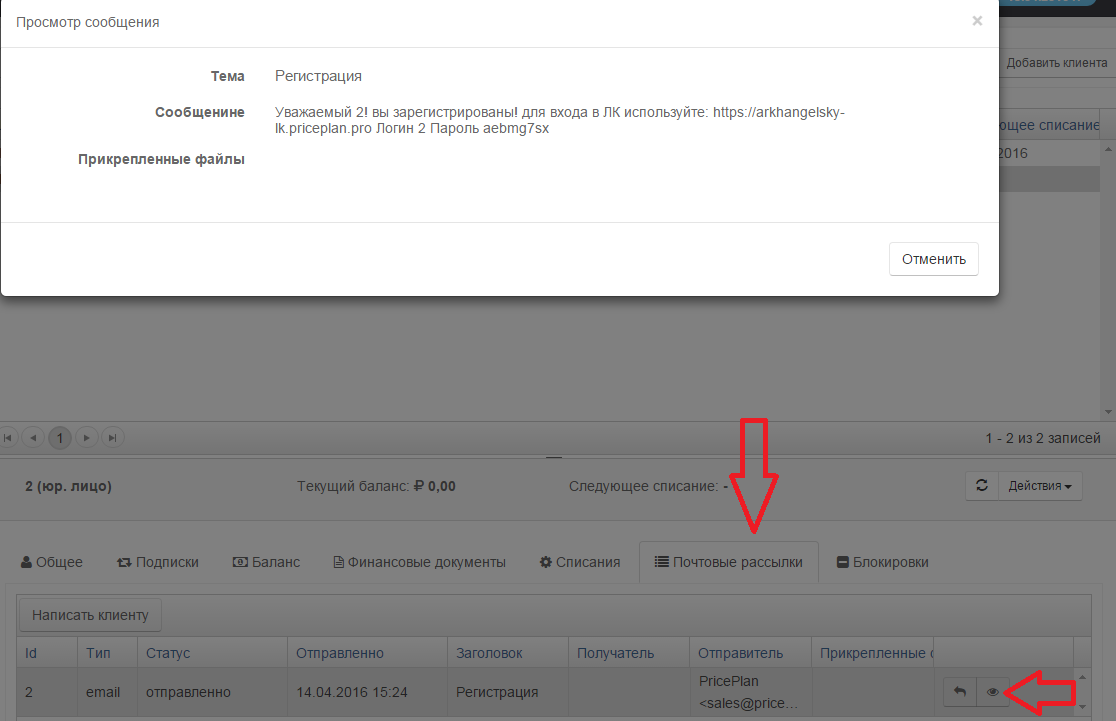 Просмотр сообщения ×
Добавить клиента
Тема Регистрация
Сообщениние Уважаемый 2! вы зарегистрированы! для входа в ЛК используйте: https://arkhangelsky-
lk.priceplan.pro Логин 2 Пароль aebmg7sx
ющее списание
2016
Прикрепленные файлы
Отменить
1
1 - 2 из 2 записей
2 (юр. лицо) Текущий баланс: ₽ 0,00 Следующее списание: - Действия
Общее Подписки Баланс Финансовые документы Списания Почтовые рассылки Блокировки
Написать клиенту
Id Тип Статус Отправленно Заголовок Получатель Отправитель Прикрепленные ф
2 email отправленно 14.04.2016 15:24 Регистрация PricePlan
<sales@price…